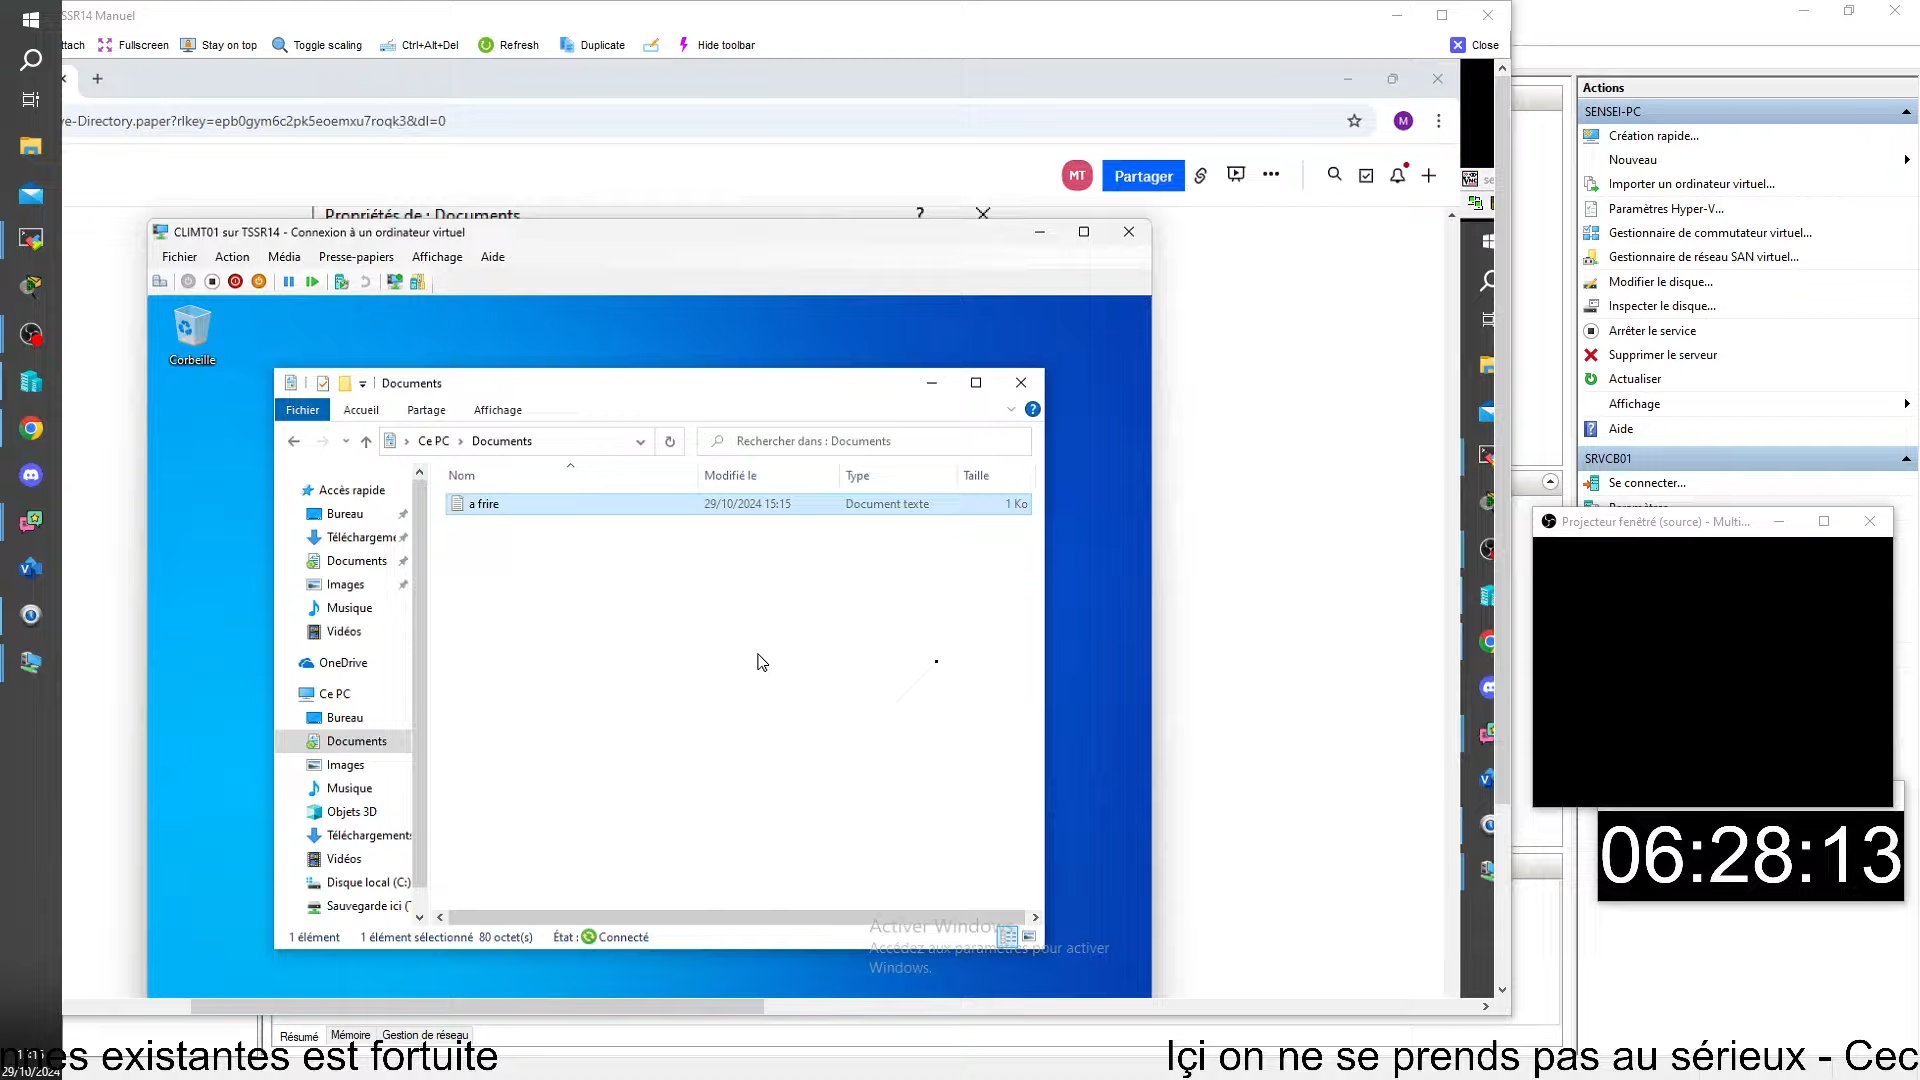 SSR14 Manuel
ttach Fullscreen Stay on top Toggle scaling Ctrl+Alt+Del Refresh Duplicate Hide toolbar Close
ve-Directory.paper?rlkey=epb0gym6c2pk5eoemxu7roqk3&dl=0
M
MT Partager
Propriétés de : Documents
CLIMT01 sur TSSR14 - Connexion à un ordinateur virtuel
Fichier Action Média Presse-papiers Affichage Aide
Corbeille
Documents
Fichier Accueil Partage Affichage
Ce PC Documents
Rechercher dans : Documents
Nom Modifié le Type Taille
a frire 29/10/2024 15:15 Document texte 1 Ko
Accès rapide
Bureau
Téléchargeme
Documents
Images
Musique
Vidéos
OneDrive
Ce PC
Bureau
Documents
Images
Musique
Objets 3D
Téléchargements
Vidéos
Disque local (C:)
Sauvegarde ici (
1 élément 1 élément sélectionné 80 octet(s) État : Connecté
Activer Windows
Accédez aux paramètres pour activer
Windows.
Résumé Mémoire Gestion de réseau
Actions
SENSEI-PC
Création rapide...
Nouveau
Importer un ordinateur virtuel...
Paramètres Hyper-V...
Gestionnaire de commutateur virtuel...
Gestionnaire de réseau SAN virtuel...
Modifier le disque...
Inspecter le disque...
Arrêter le service
Supprimer le serveur
Actualiser
Affichage
Aide
SRVCB01
Se connecter...
Projecteur fenêtré (source) - Multi...
06:28:13
nnes existantes est fortuite Içi on ne se prends pas au sérieux - Cec
29/10/2024